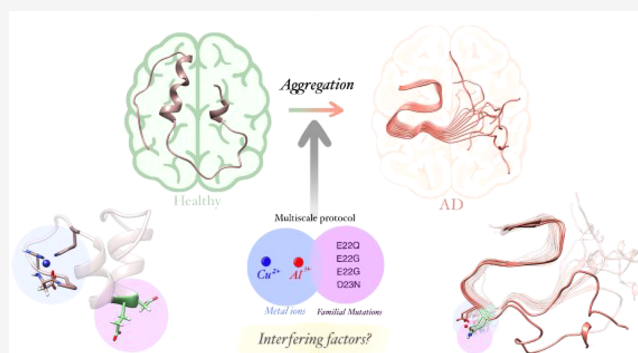 Aggregation
Healthy
AD
Multiscale protocol
Cu²⁺
Al³⁺
E22Q
E22G
E22G
D23N
Metal ions
Familial Mutations
Interfering factors?